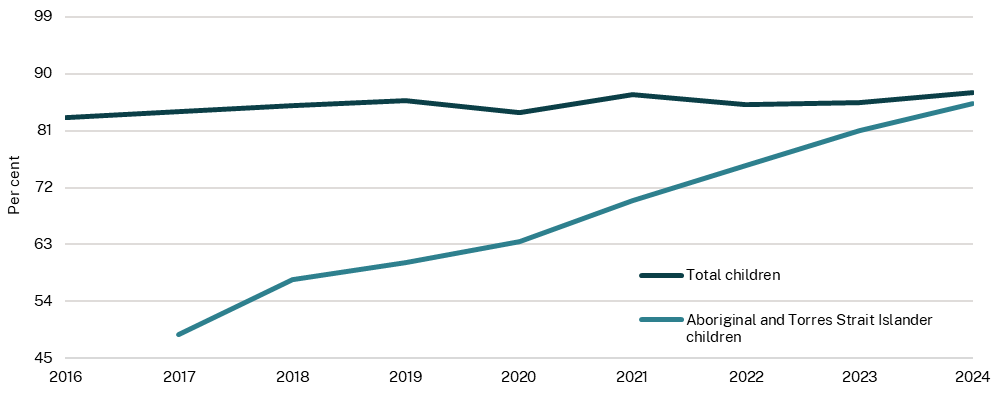 99
90
81
72
63
54
45
Per cent
Total children
Aboriginal and Torres Strait Islander
children
2016 2017 2018 2019 2020 2021 2022 2023 2024